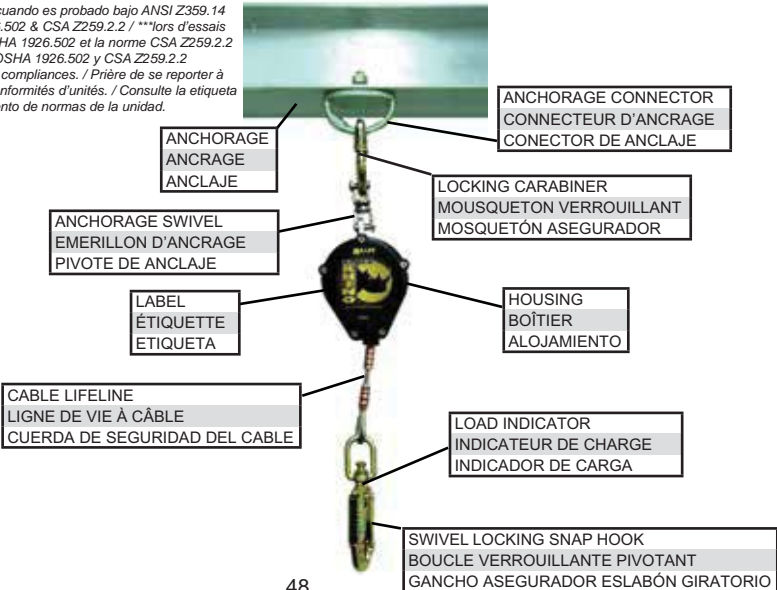 cuando es probado bajo ANSI Z359.14
.502 & CSA Z259.2.2 / ***lors d'essais
HA 1926.502 et la norme CSA Z259.2.2
OSHA 1926.502 y CSA Z259.2.2
compliances. / Prière de se reporter à
nformités d'unités. / Consulte la etiqueta
nto de normas de la unidad.
ANCHORAGE CONNECTOR
CONNECTEUR D'ANCRAGE
CONECTOR DE ANCLAJE
ANCHORAGE
ANCRAGE
ANCLAJE
LOCKING CARABINER
MOUSQUETON VERROUILLANT
MOSQUETÓN ASEGURADOR
ANCHORAGE SWIVEL
EMERILLON D'ANCRAGE
PIVOTE DE ANCLAJE
LABEL
ÉTIQUETTE
ETIQUETA
HOUSING
BOÎTIER
ALOJAMIENTO
CABLE LIFELINE
LIGNE DE VIE À CÂBLE
CUERDA DE SEGURIDAD DEL CABLE
LOAD INDICATOR
INDICATEUR DE CHARGE
INDICADOR DE CARGA
SWIVEL LOCKING SNAP HOOK
BOUCLE VERROUILLANTE PIVOTANT
GANCHO ASEGURADOR ESLABÓN GIRATORIO
48